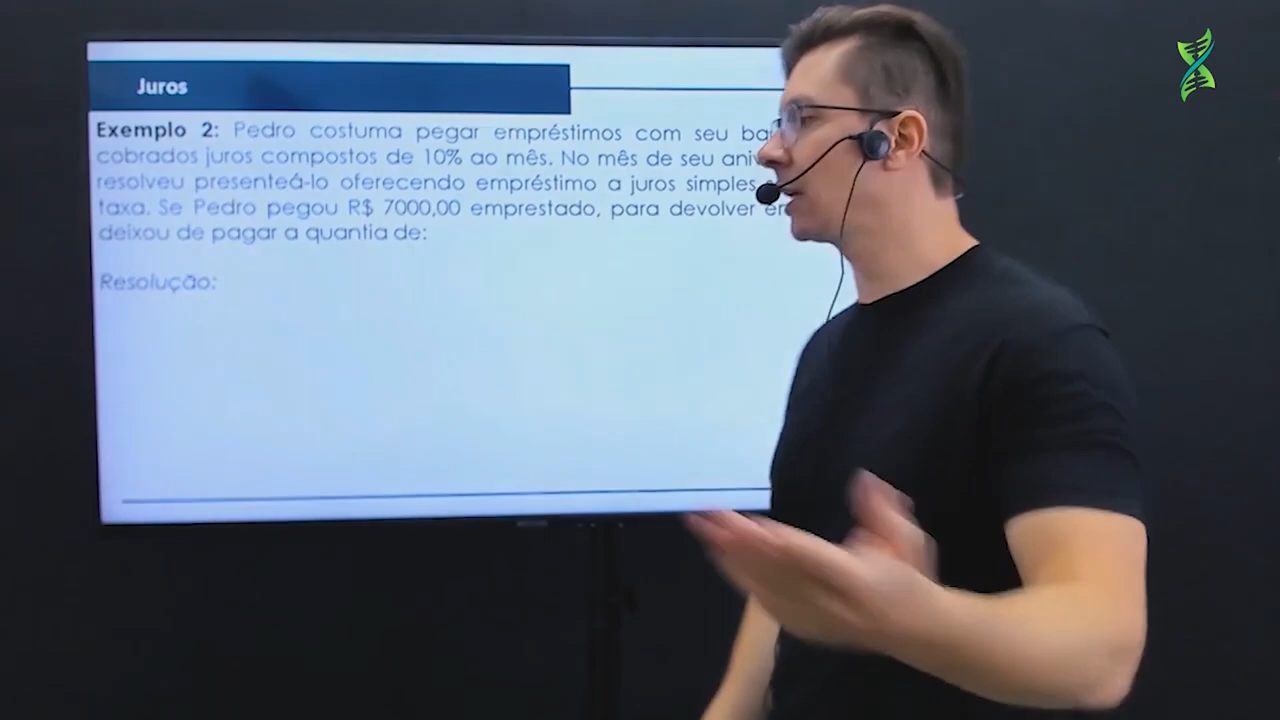 Juros
Exemplo 2: Pedro costuma pegar empréstimos com seu
cobrados juros compostos de 10% ao mês. No mês de seu
resolveu presenteá-lo oferecendo empréstimo a juros simples
taxa. Se Pedro pegou R$ 7000,00 emprestado, para devolver
deixou de pagar a quantia de:
Resolução: